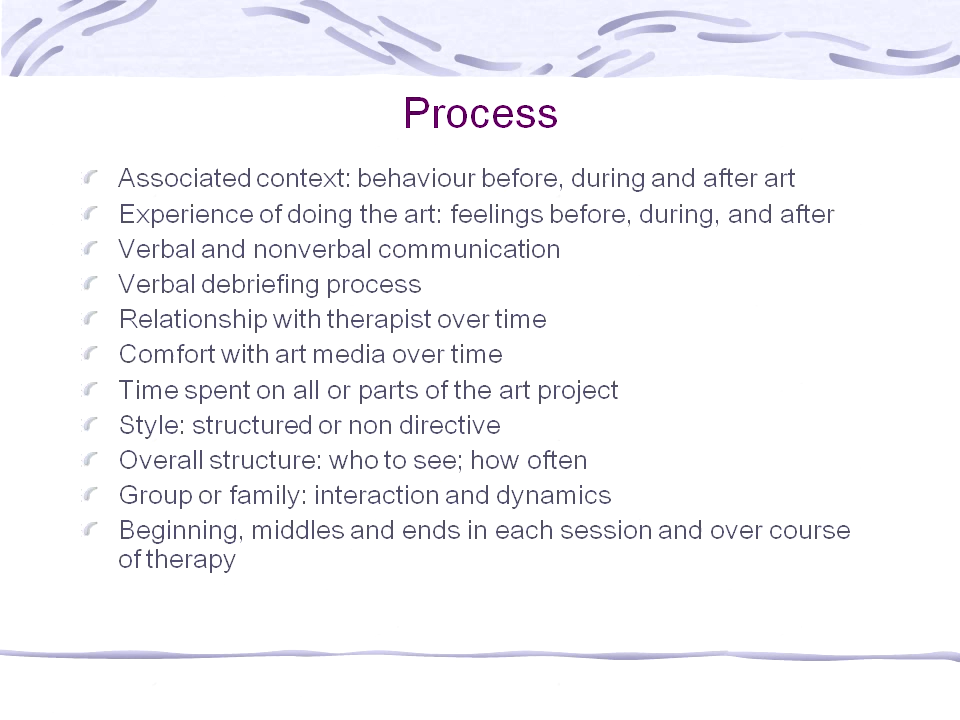 Process
Associated context: behaviour before, during and after art
Experience of doing the art: feelings before, during, and after
Verbal and nonverbal communication
Verbal debriefing process
Relationship with therapist over time
Comfort with art media over time
Time spent on all or parts of the art project
Style: structured or non directive
Overall structure: who to see; how often
Group or family: interaction and dynamics
Beginning, middles and ends in each session and over course
of therapy